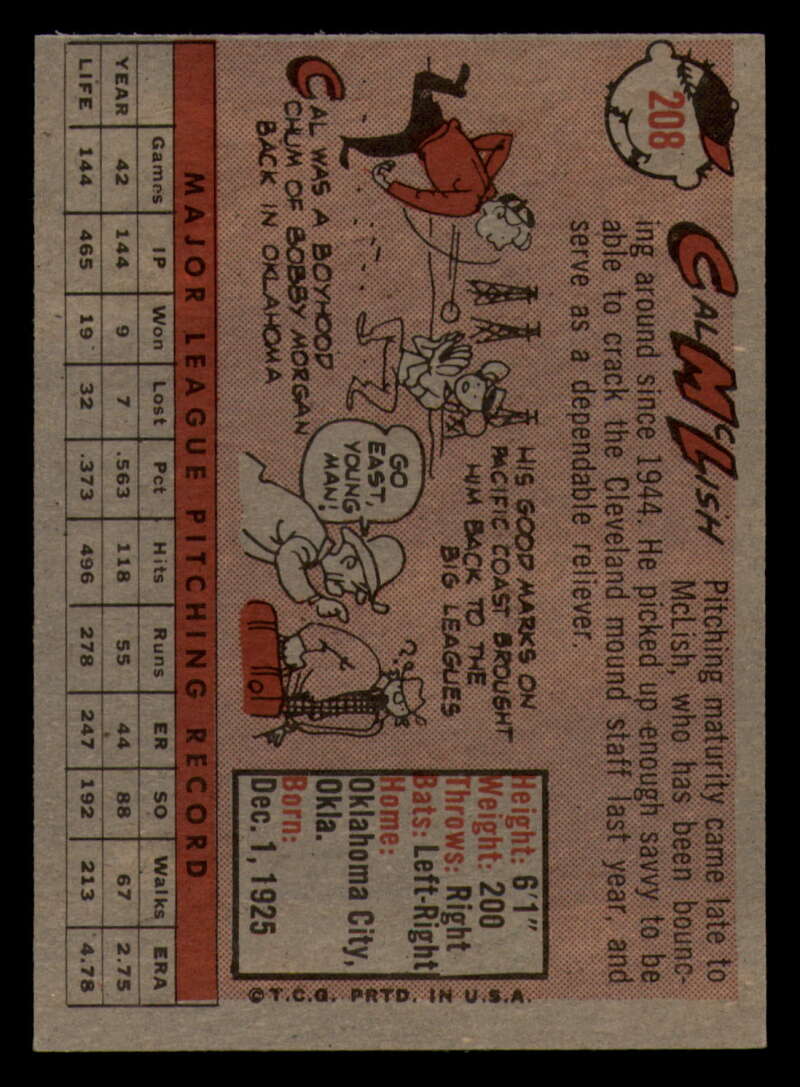 208
CAL McLISH
Pitching maturity came late to
McLish, who has been bounc-
ing around since 1944. He picked up enough savvy to be
able to crack the Cleveland mound staff last year, and
serve as a dependable reliever.
CAL WAS A BOYHOOD
CHUM OF BOBBY MORGAN
BACK IN OKLAHOMA
HIS GOOD MARKS ON
PACIFIC COAST BROUGHT
HIM BACK TO THE
BIG LEAGUES
GO
EAST,
YOUNG
MAN!
??
Height: 6'1"
Weight: 200
Throws: Right
Bats: Left-Right
Home:
Oklahoma City,
Okla.
Born:
Dec. 1, 1925
©T.C.G. PRTD. IN U.S.A.
MAJOR LEAGUE PITCHING RECORD
Games IP Won Lost Pct Hits Runs ER SO Walks ERA
YEAR 42 144 9 7 .563 118 55 44 88 67 2.75
LIFE 144 465 19 32 .373 496 278 247 192 213 4.78